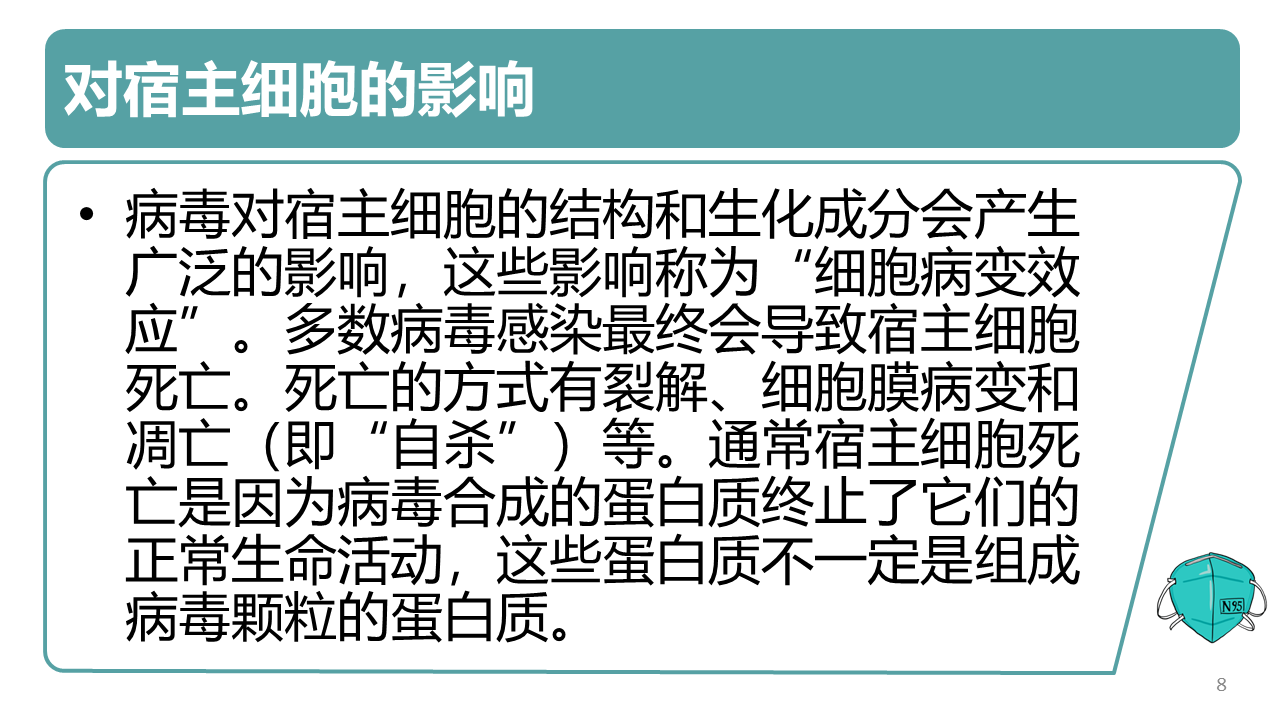 对宿主细胞的影响
• 病毒对宿主细胞的结构和生化成分会产生
广泛的影响，这些影响称为“细胞病变效
应”。多数病毒感染最终会导致宿主细胞
死亡。死亡的方式有裂解、细胞膜病变和
凋亡（即“自杀”）等。通常宿主细胞死
亡是因为病毒合成的蛋白质终止了它们的
正常生命活动，这些蛋白质不一定是组成
病毒颗粒的蛋白质。
N95
8